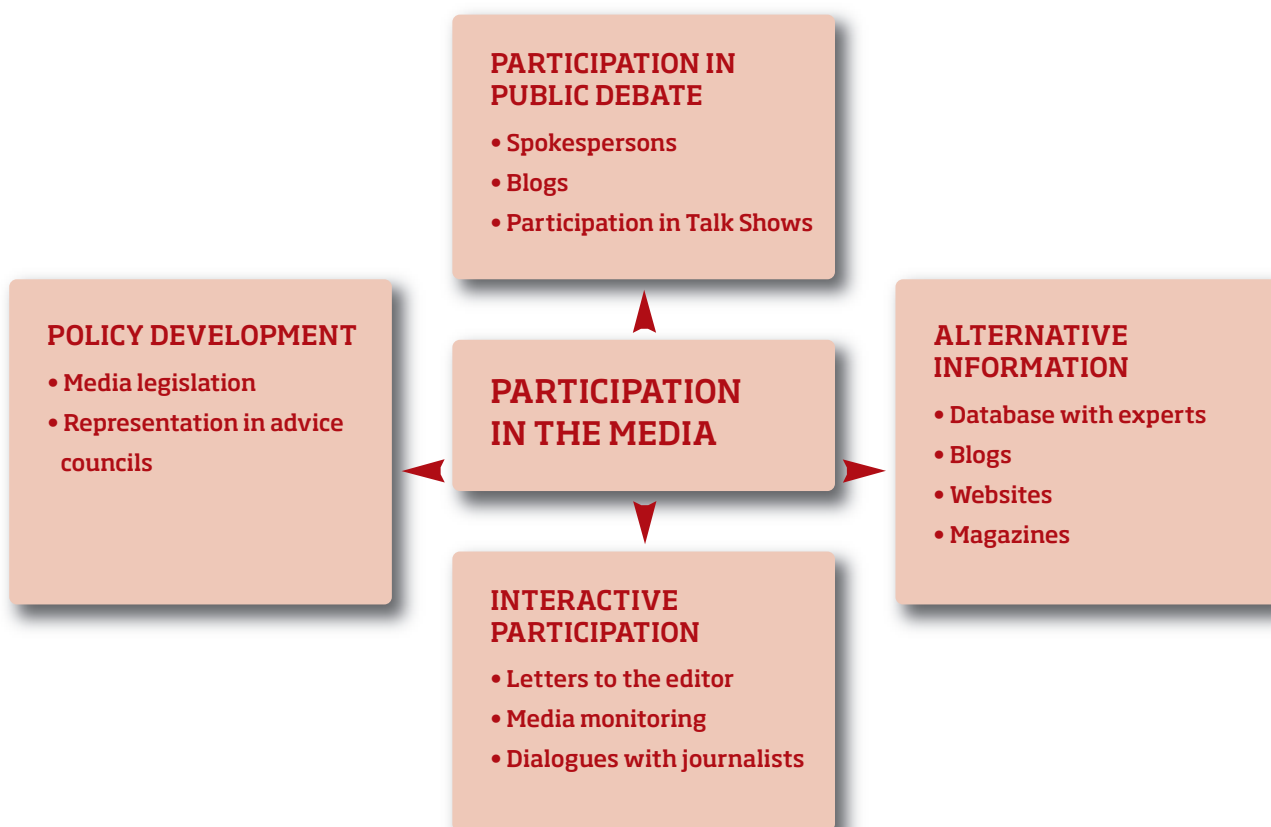 PARTICIPATION IN
PUBLIC DEBATE
• Spokespersons
• Blogs
• Participation in Talk Shows
POLICY DEVELOPMENT
• Media legislation
• Representation in advice
councils
PARTICIPATION
IN THE MEDIA
ALTERNATIVE
INFORMATION
• Database with experts
• Blogs
• Websites
• Magazines
INTERACTIVE
PARTICIPATION
• Letters to the editor
• Media monitoring
• Dialogues with journalists